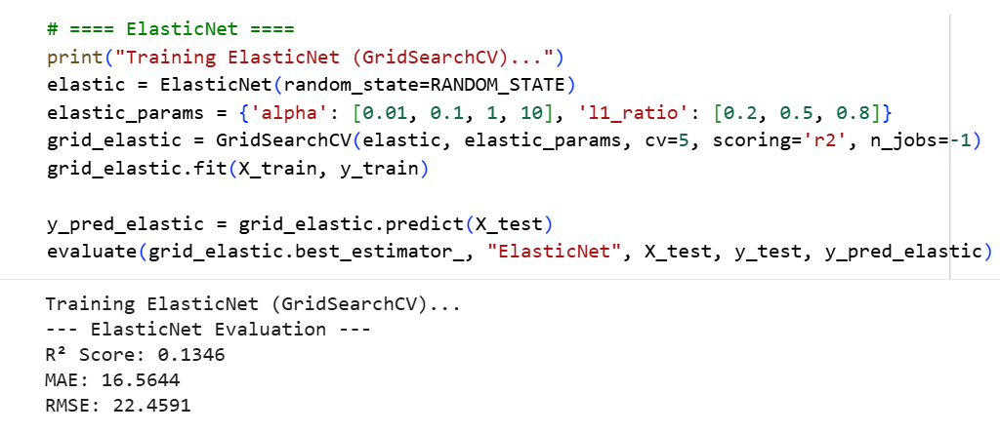 # ==== ElasticNet ====
print("Training ElasticNet (GridSearchCV)...")
elastic = ElasticNet(random_state=RANDOM_STATE)
elastic_params = {'alpha': [0.01, 0.1, 1, 10], 'l1_ratio': [0.2, 0.5, 0.8]}
grid_elastic = GridSearchCV(elastic, elastic_params, cv=5, scoring='r2', n_jobs=-1)
grid_elastic.fit(X_train, y_train)

y_pred_elastic = grid_elastic.predict(X_test)
evaluate(grid_elastic.best_estimator_, "ElasticNet", X_test, y_test, y_pred_elastic)
Training ElasticNet (GridSearchCV)...
--- ElasticNet Evaluation ---
R² Score: 0.1346
MAE: 16.5644
RMSE: 22.4591